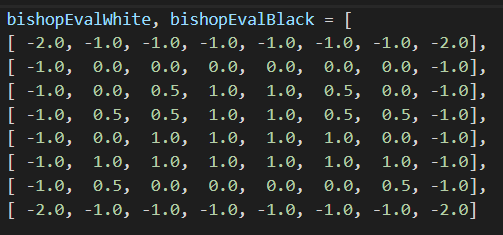 bishopEvalWhite, bishopEvalBlack = [
[ -2.0, -1.0, -1.0, -1.0, -1.0, -1.0, -1.0, -2.0],
[ -1.0, 0.0, 0.0, 0.0, 0.0, 0.0, 0.0, -1.0],
[ -1.0, 0.0, 0.5, 1.0, 1.0, 0.5, 0.0, -1.0],
[ -1.0, 0.5, 0.5, 1.0, 1.0, 0.5, 0.5, -1.0],
[ -1.0, 0.0, 1.0, 1.0, 1.0, 1.0, 0.0, -1.0],
[ -1.0, 1.0, 1.0, 1.0, 1.0, 1.0, 1.0, -1.0],
[ -1.0, 0.5, 0.0, 0.0, 0.0, 0.0, 0.5, -1.0],
[ -2.0, -1.0, -1.0, -1.0, -1.0, -1.0, -1.0, -2.0]